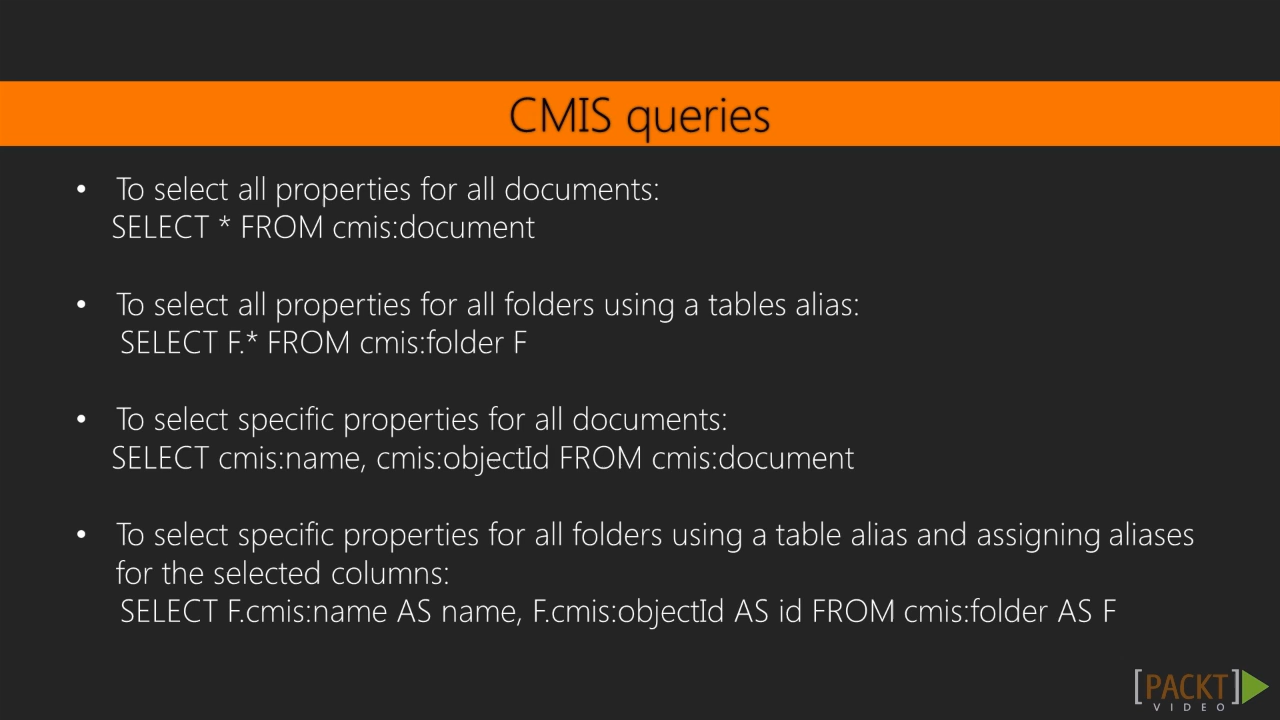 CMIS queries
• To select all properties for all documents:
SELECT * FROM cmis:document
• To select all properties for all folders using a tables alias:
SELECT F.* FROM cmis:folder F
• To select specific properties for all documents:
SELECT cmis:name, cmis:objectId FROM cmis:document
• To select specific properties for all folders using a table alias and assigning aliases
for the selected columns:
SELECT F.cmis:name AS name, F.cmis:objectId AS id FROM cmis:folder AS F
[PACKT]
VIDEO